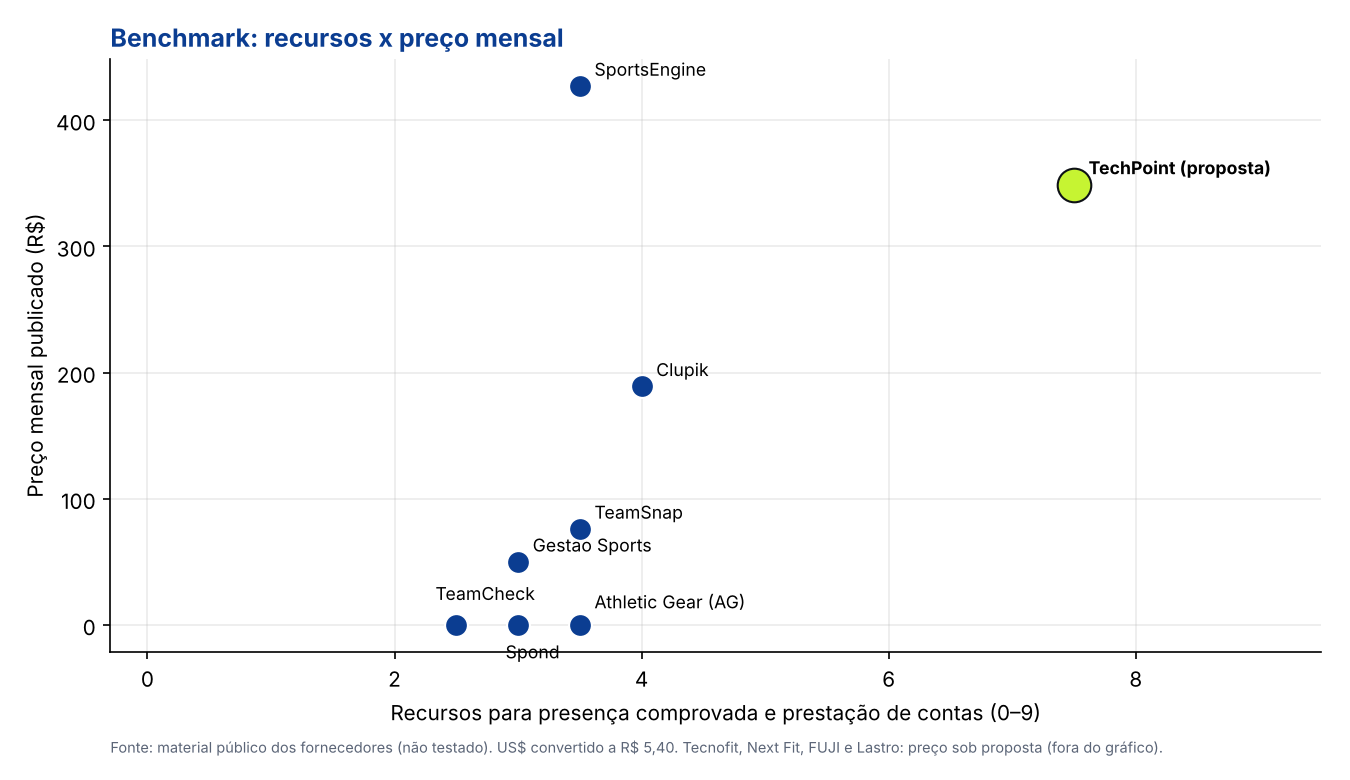 Benchmark: recursos x preço mensal
SportsEngine
400
TechPoint (proposta)
300
Preço mensal publicado (R$)
Clupik
200
100
TeamSnap
Gestao Sports
TeamCheck
Athletic Gear (AG)
0
Spond
0
2
4
6
8
Recursos para presença comprovada e prestação de contas (0–9)
Fonte: material público dos fornecedores (não testado). US$ convertido a R$ 5,40. Tecnofit, Next Fit, FUJI e Lastro: preço sob proposta (fora do gráfico).